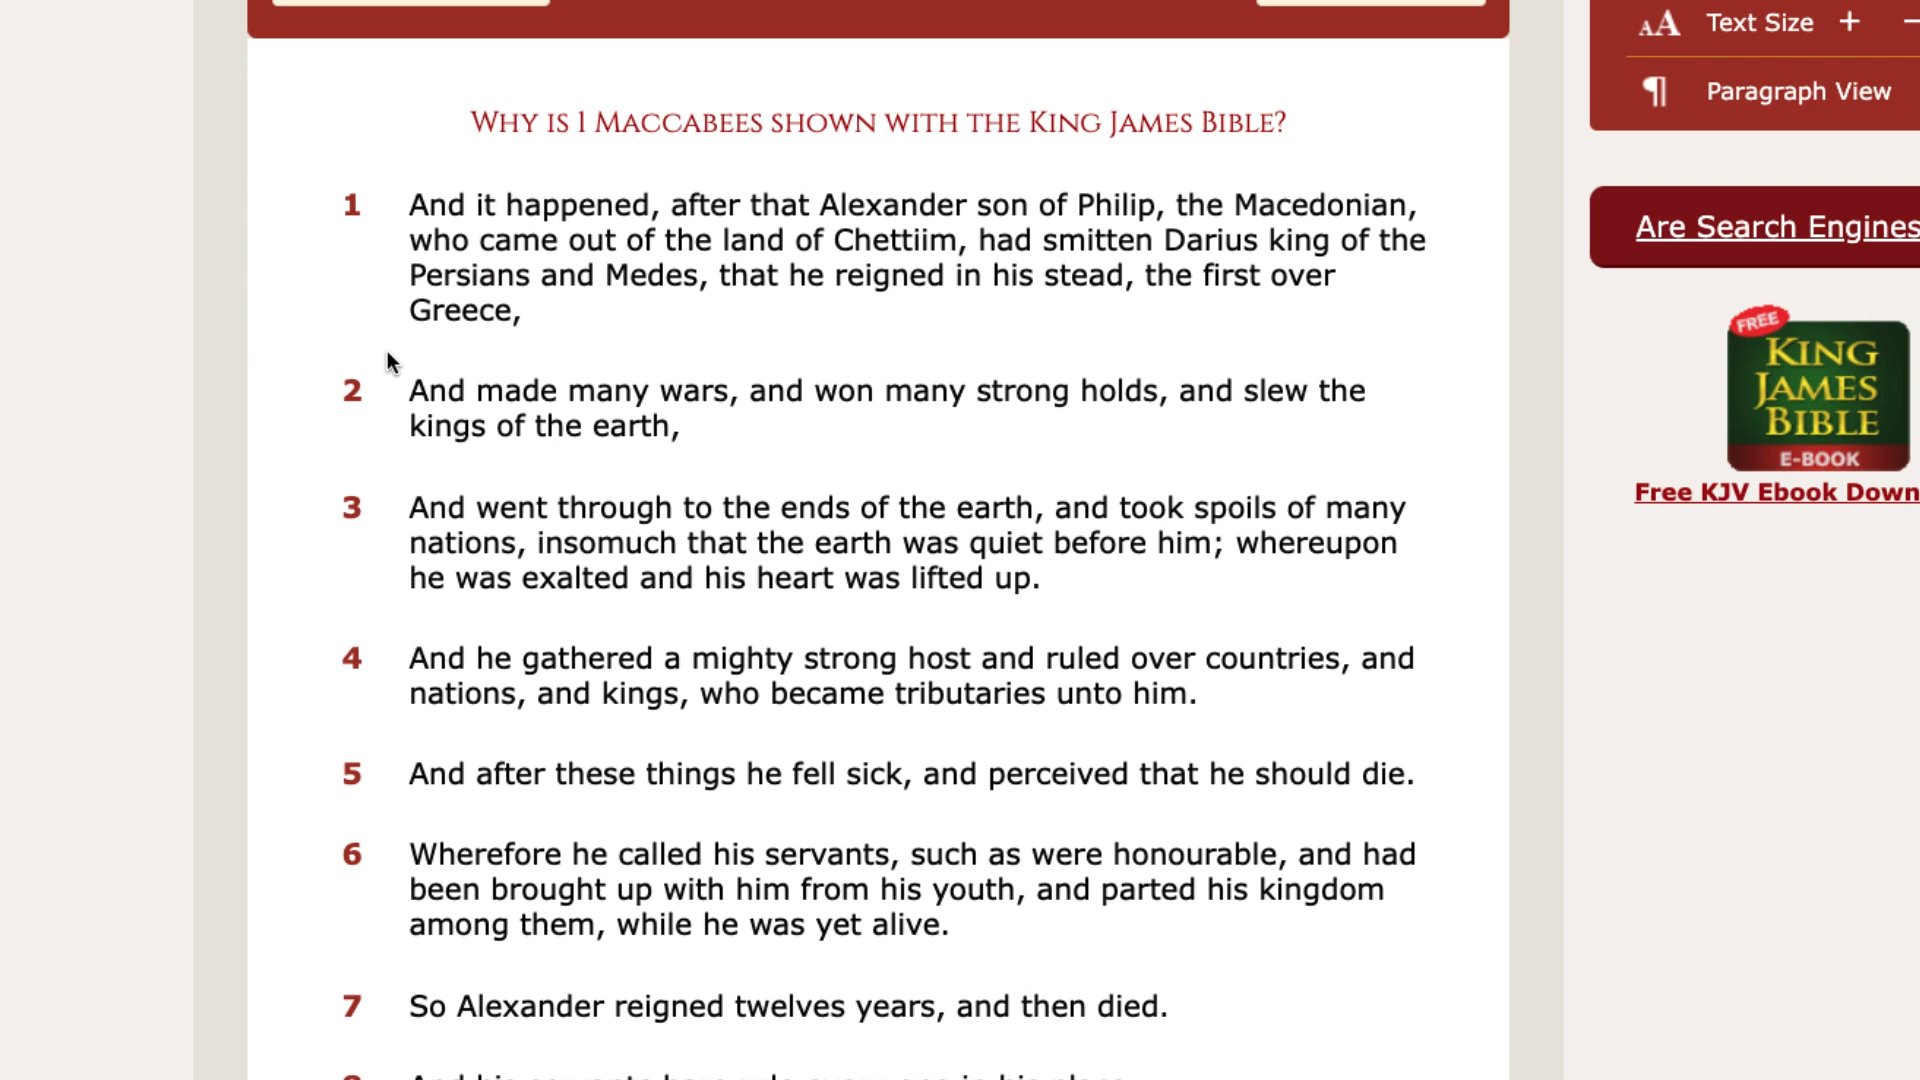 Why is 1 Maccabees shown with the King James Bible?
1 And it happened, after that Alexander son of Philip, the Macedonian,
who came out of the land of Chettiim, had smitten Darius king of the
Persians and Medes, that he reigned in his stead, the first over
Greece,
2 And made many wars, and won many strong holds, and slew the
kings of the earth,
3 And went through to the ends of the earth, and took spoils of many
nations, insomuch that the earth was quiet before him; whereupon
he was exalted and his heart was lifted up.
4 And he gathered a mighty strong host and ruled over countries, and
nations, and kings, who became tributaries unto him.
5 And after these things he fell sick, and perceived that he should die.
6 Wherefore he called his servants, such as were honourable, and had
been brought up with him from his youth, and parted his kingdom
among them, while he was yet alive.
7 So Alexander reigned twelves years, and then died.
AA Text Size + –
¶ Paragraph View
Are Search Engines
FREE
KING
JAMES
BIBLE
E-BOOK
Free KJV Ebook Down